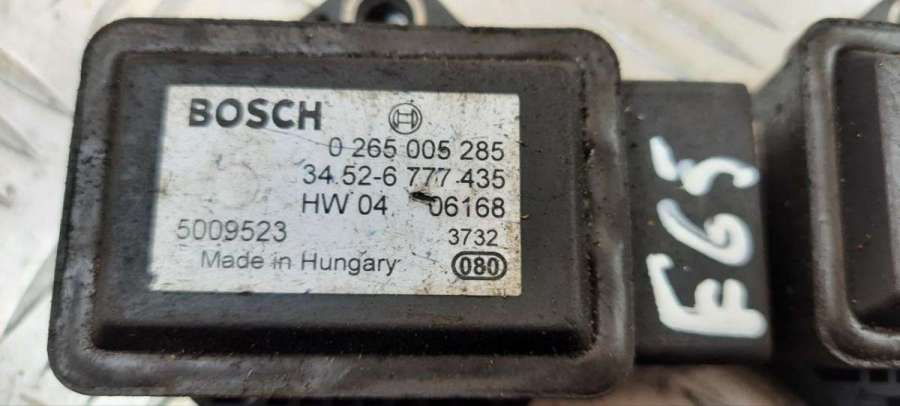 BOSCH
0 265 005 285
34.52-6 777 435
HW 04 06168
5009523 3732
Made in Hungary 080
E65